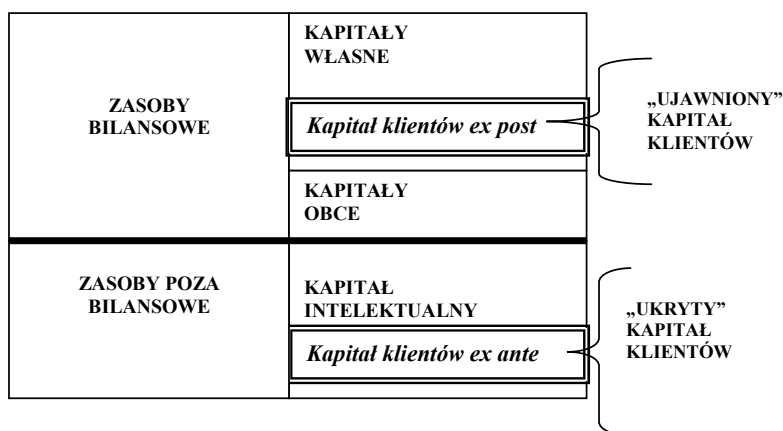 KAPITAŁY
WŁASNE
ZASOBY
BILANSOWE
Kapitał klientów ex post
„UJAWNIONY”
KAPITAŁ
KLIENTÓW
KAPITAŁY
OBCE
ZASOBY POZA
BILANSOWE
KAPITAŁ
INTELEKTUALNY
Kapitał klientów ex ante
„UKRYTY”
KAPITAŁ
KLIENTÓW